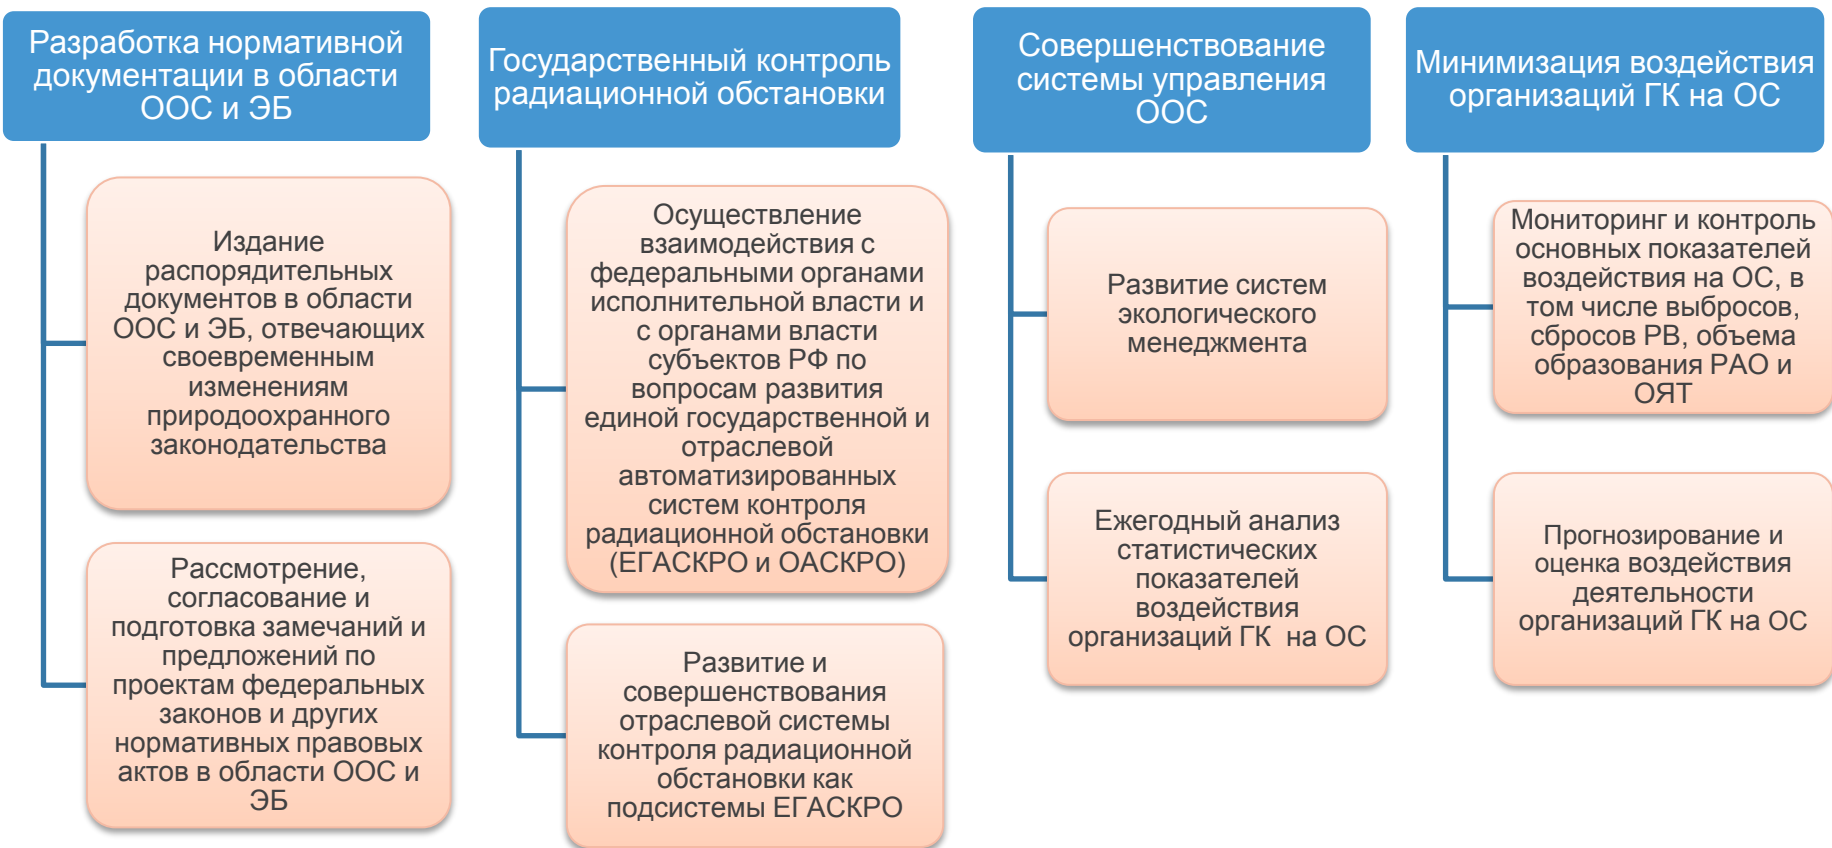 Разработка нормативной
документации в области
ООС и ЭБ
Издание
распорядительных
документов в области
ООС и ЭБ, отвечающих
своевременным
изменениям
природоохранного
законодательства
Рассмотрение,
согласование и
подготовка замечаний и
предложений по
проектам федеральных
законов и других
нормативных правовых
актов в области ООС и
ЭБ
Государственный контроль
радиационной обстановки
Осуществление
взаимодействия с
федеральными органами
исполнительной власти и
с органами власти
субъектов РФ по
вопросам развития
единой государственной и
отраслевой
автоматизированных
систем контроля
радиационной обстановки
(ЕГАСКРО и ОАСКРО)
Развитие и
совершенствования
отраслевой системы
контроля радиационной
обстановки как
подсистемы ЕГАСКРО
Совершенствование
системы управления
ООС
Развитие систем
экологического
менеджмента
Ежегодный анализ
статистических
показателей
воздействия
организаций ГК на ОС
Минимизация воздействия
организаций ГК на ОС
Мониторинг и контроль
основных показателей
воздействия на ОС, в
том числе выбросов,
сбросов РВ, объема
образования РАО и
ОЯТ
Прогнозирование и
оценка воздействия
деятельности
организаций ГК на ОС